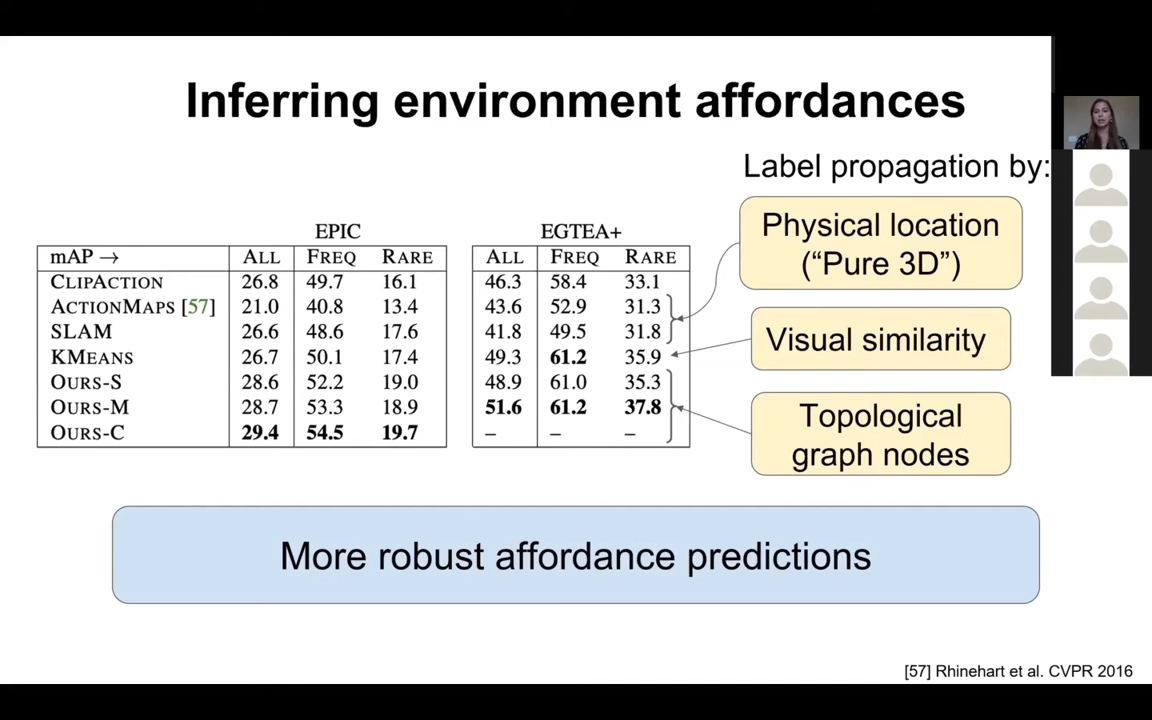 Inferring environment affordances
Label propagation by:
EPIC
mAP → ALL FREQ RARE
CLIPACTION 26.8 49.7 16.1
ACTIONMAPS [57] 21.0 40.8 13.4
SLAM 26.6 48.6 17.6
KMEANS 26.7 50.1 17.4
OURS-S 28.6 52.2 19.0
OURS-M 28.7 53.3 18.9
OURS-C 29.4 54.5 19.7
EGTEA+
ALL FREQ RARE
46.3 58.4 33.1
43.6 52.9 31.3
41.8 49.5 31.8
49.3 61.2 35.9
48.9 61.0 35.3
51.6 61.2 37.8
– – –
Physical location
(“Pure 3D”)
Visual similarity
Topological
graph nodes
More robust affordance predictions
[57] Rhinehart et al. CVPR 2016